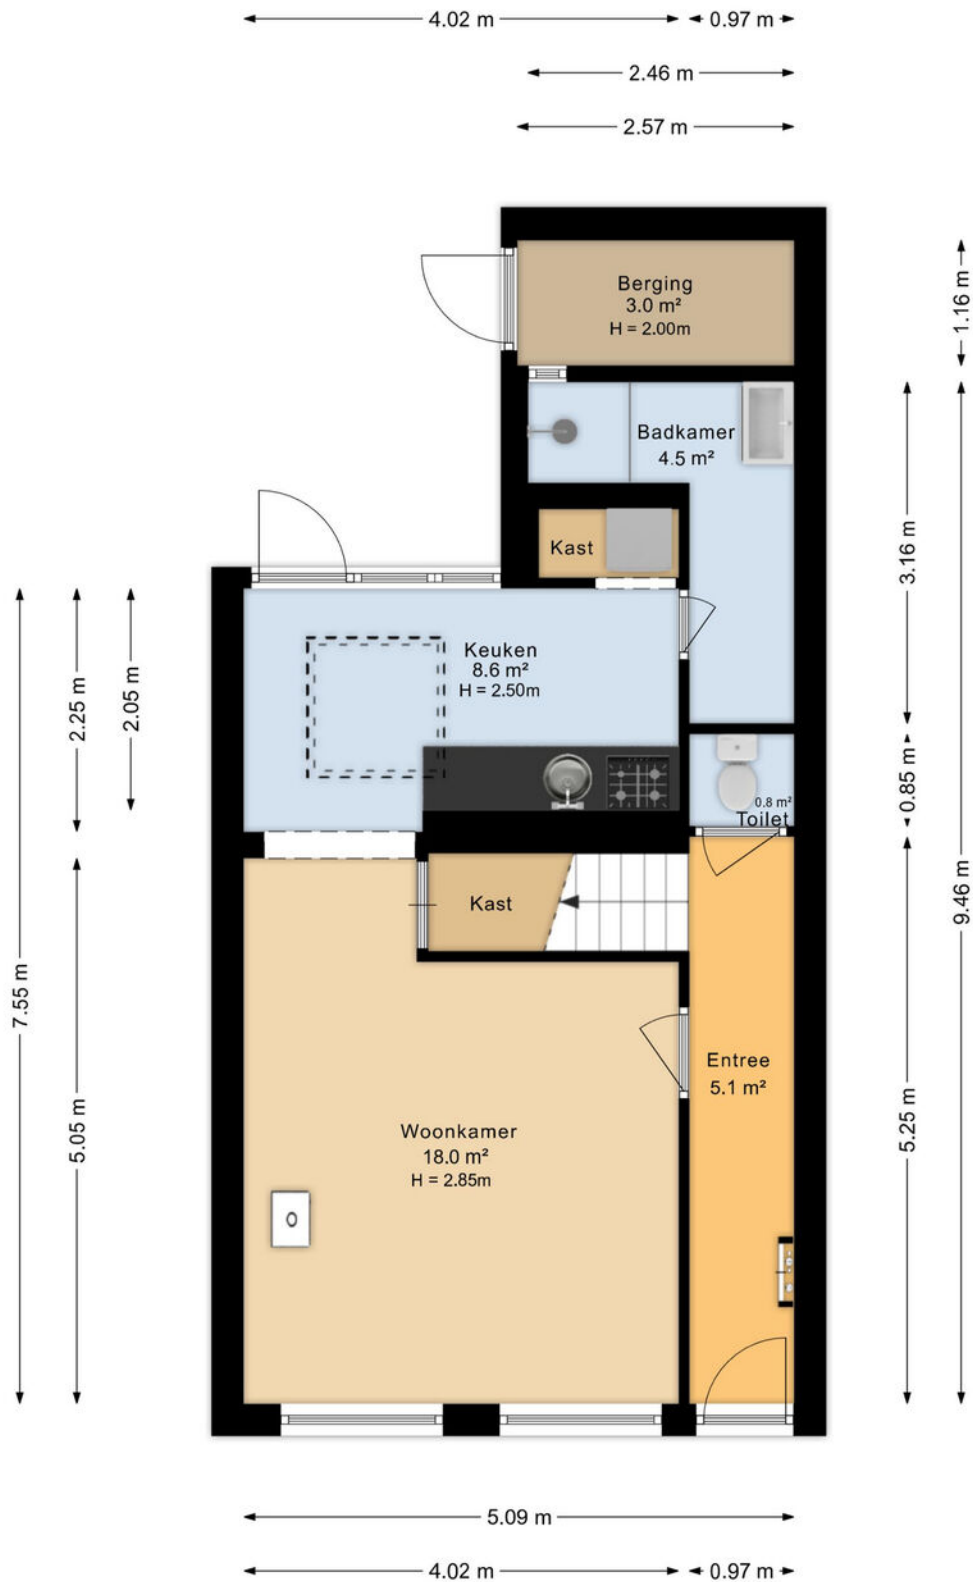 4.02 m
0.97 m
2.46 m
2.57 m
Berging
3.0 m²
H = 2.00m
1.16 m
Badkamer
4.5 m²
Kast
3.16 m
Keuken
8.6 m²
H = 2.50m
2.25 m
2.05 m
0.85 m
0.8 m²
Toilet
Kast
9.46 m
7.55 m
5.05 m
Entree
5.1 m²
5.25 m
Woonkamer
18.0 m²
H = 2.85m
5.09 m
4.02 m
0.97 m